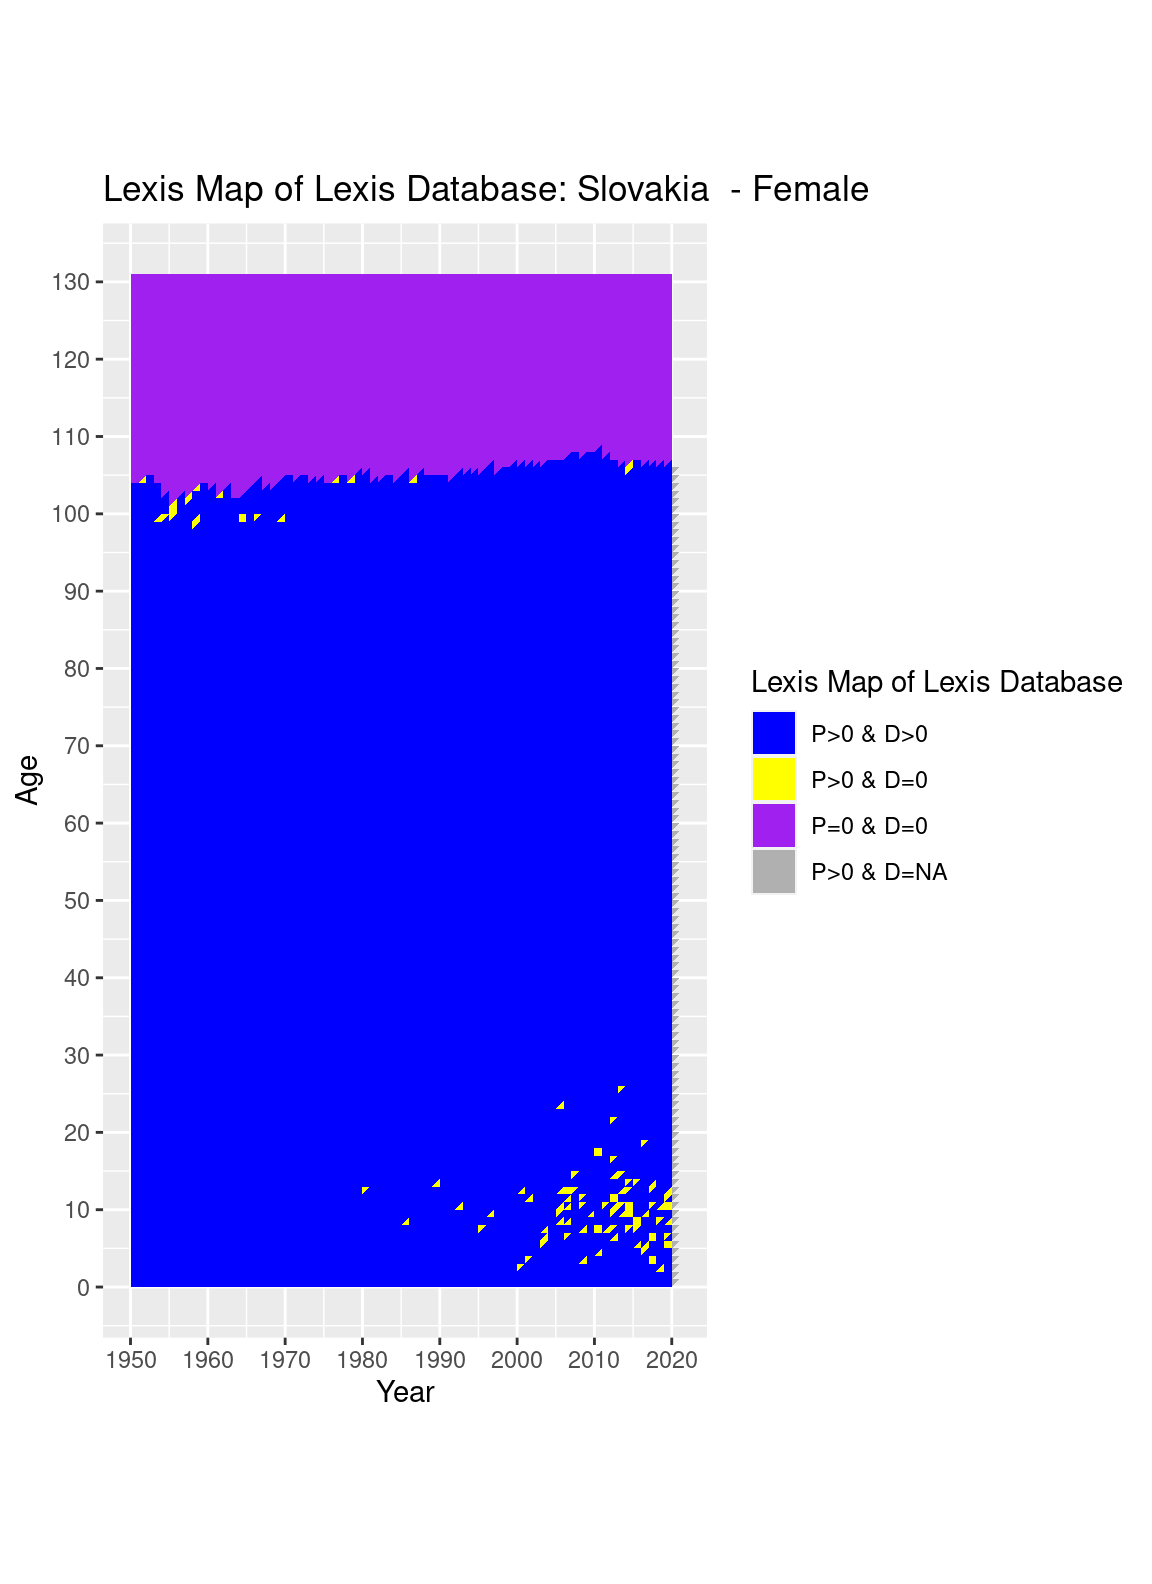 Lexis Map of Lexis Database: Slovakia  - Female
130
120
110
100
90
80
70
60
50
40
30
20
10
0
Age
1950 1960 1970 1980 1990 2000 2010 2020
Year
Lexis Map of Lexis Database
P>0 & D>0
P>0 & D=0
P=0 & D=0
P>0 & D=NA